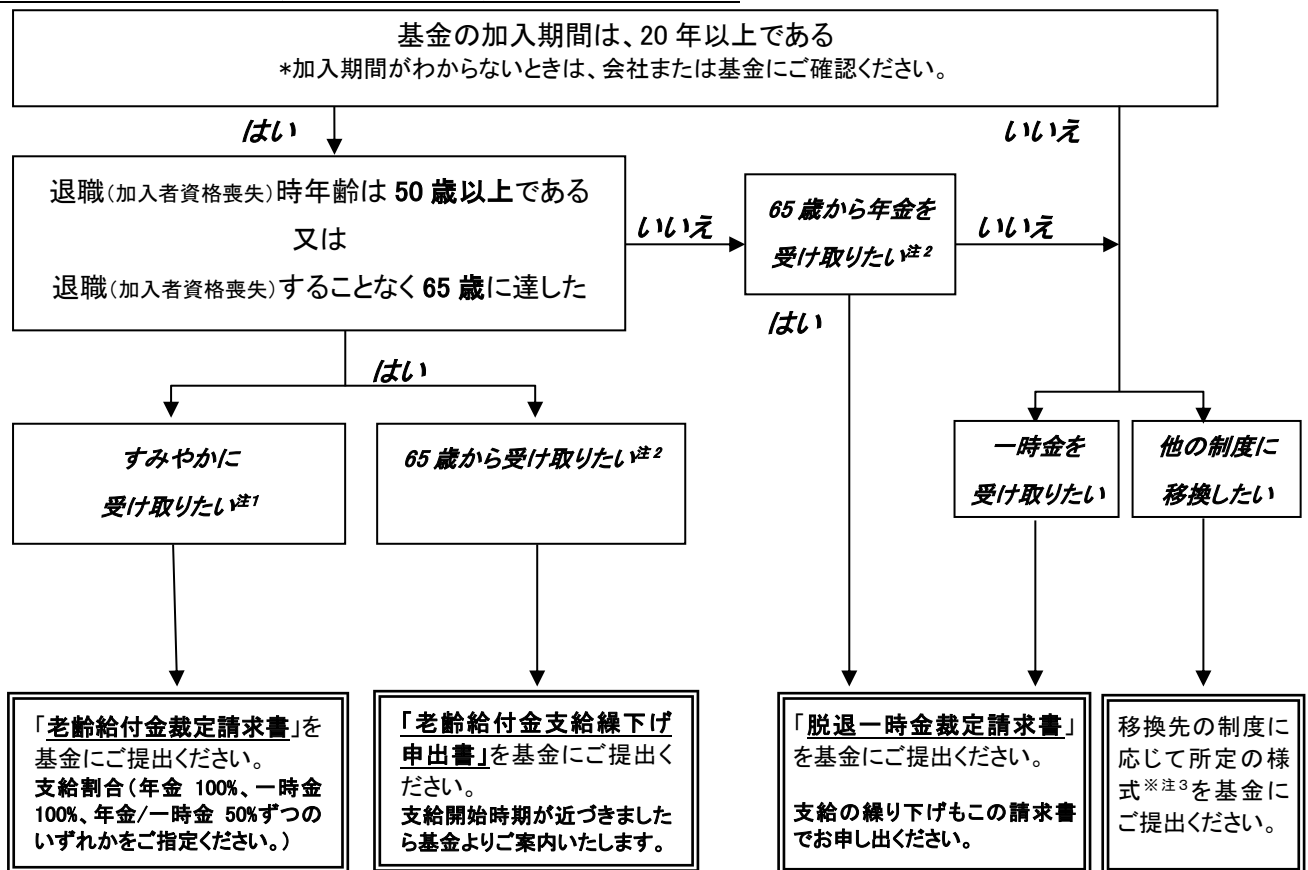 基金の加入期間は、20 年以上である
*加入期間がわからないときは、会社または基金にご確認ください。
はい
いいえ
退職(加入者資格喪失)時年齢は 50 歳以上である
又は
退職(加入者資格喪失)することなく 65 歳に達した
いいえ
65 歳から年金を
受け取りたい注2
いいえ
はい
はい
すみやかに
受け取りたい注1
65 歳から受け取りたい注2
一時金を
受け取りたい
他の制度に
移換したい
「老齢給付金裁定請求書」を
基金にご提出ください。
支給割合(年金 100%、一時金
100%、年金/一時金 50%ずつの
いずれかをご指定ください。)
「老齢給付金支給繰下げ
申出書」を基金にご提出く
ださい。
支給開始時期が近づきました
ら基金よりご案内いたします。
「脱退一時金裁定請求書」
を基金にご提出ください。
支給の繰り下げもこの請求書
でお申し出ください。
移換先の制度に
応じて所定の様
式※注3を基金に
ご提出ください。